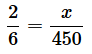 2/6 = x/450